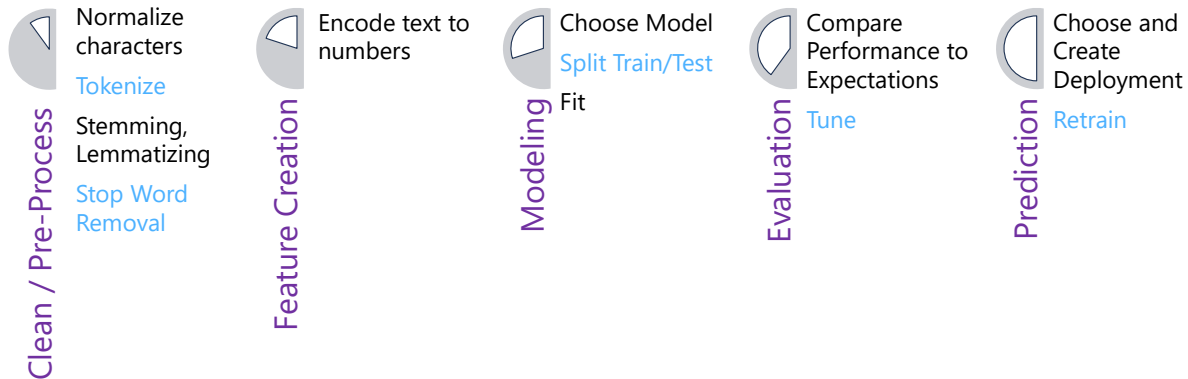 Clean / Pre-Process
Normalize
characters
Tokenize
Stemming,
Lemmatizing
Stop Word
Removal
Feature Creation
Encode text to
numbers
Modeling
Choose Model
Split Train/Test
Fit
Evaluation
Compare
Performance to
Expectations
Tune
Prediction
Choose and
Create
Deployment
Retrain